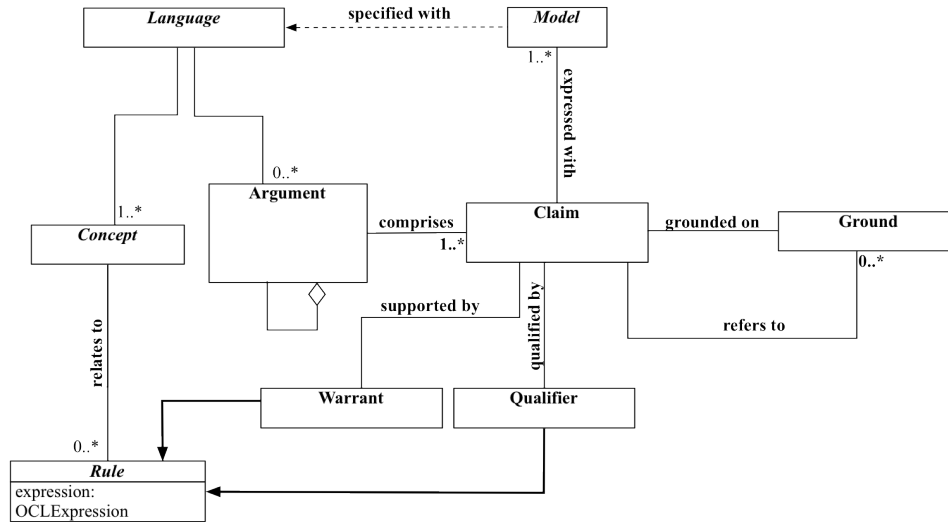 Language
specified with
Model
1..*
expressed with
0..*
Argument
1..*
Concept
comprises
1..*
Claim
grounded on
Ground
0..*
supported by
qualified by
refers to
relates to
Warrant
Qualifier
0..*
Rule
expression:
OCLExpression